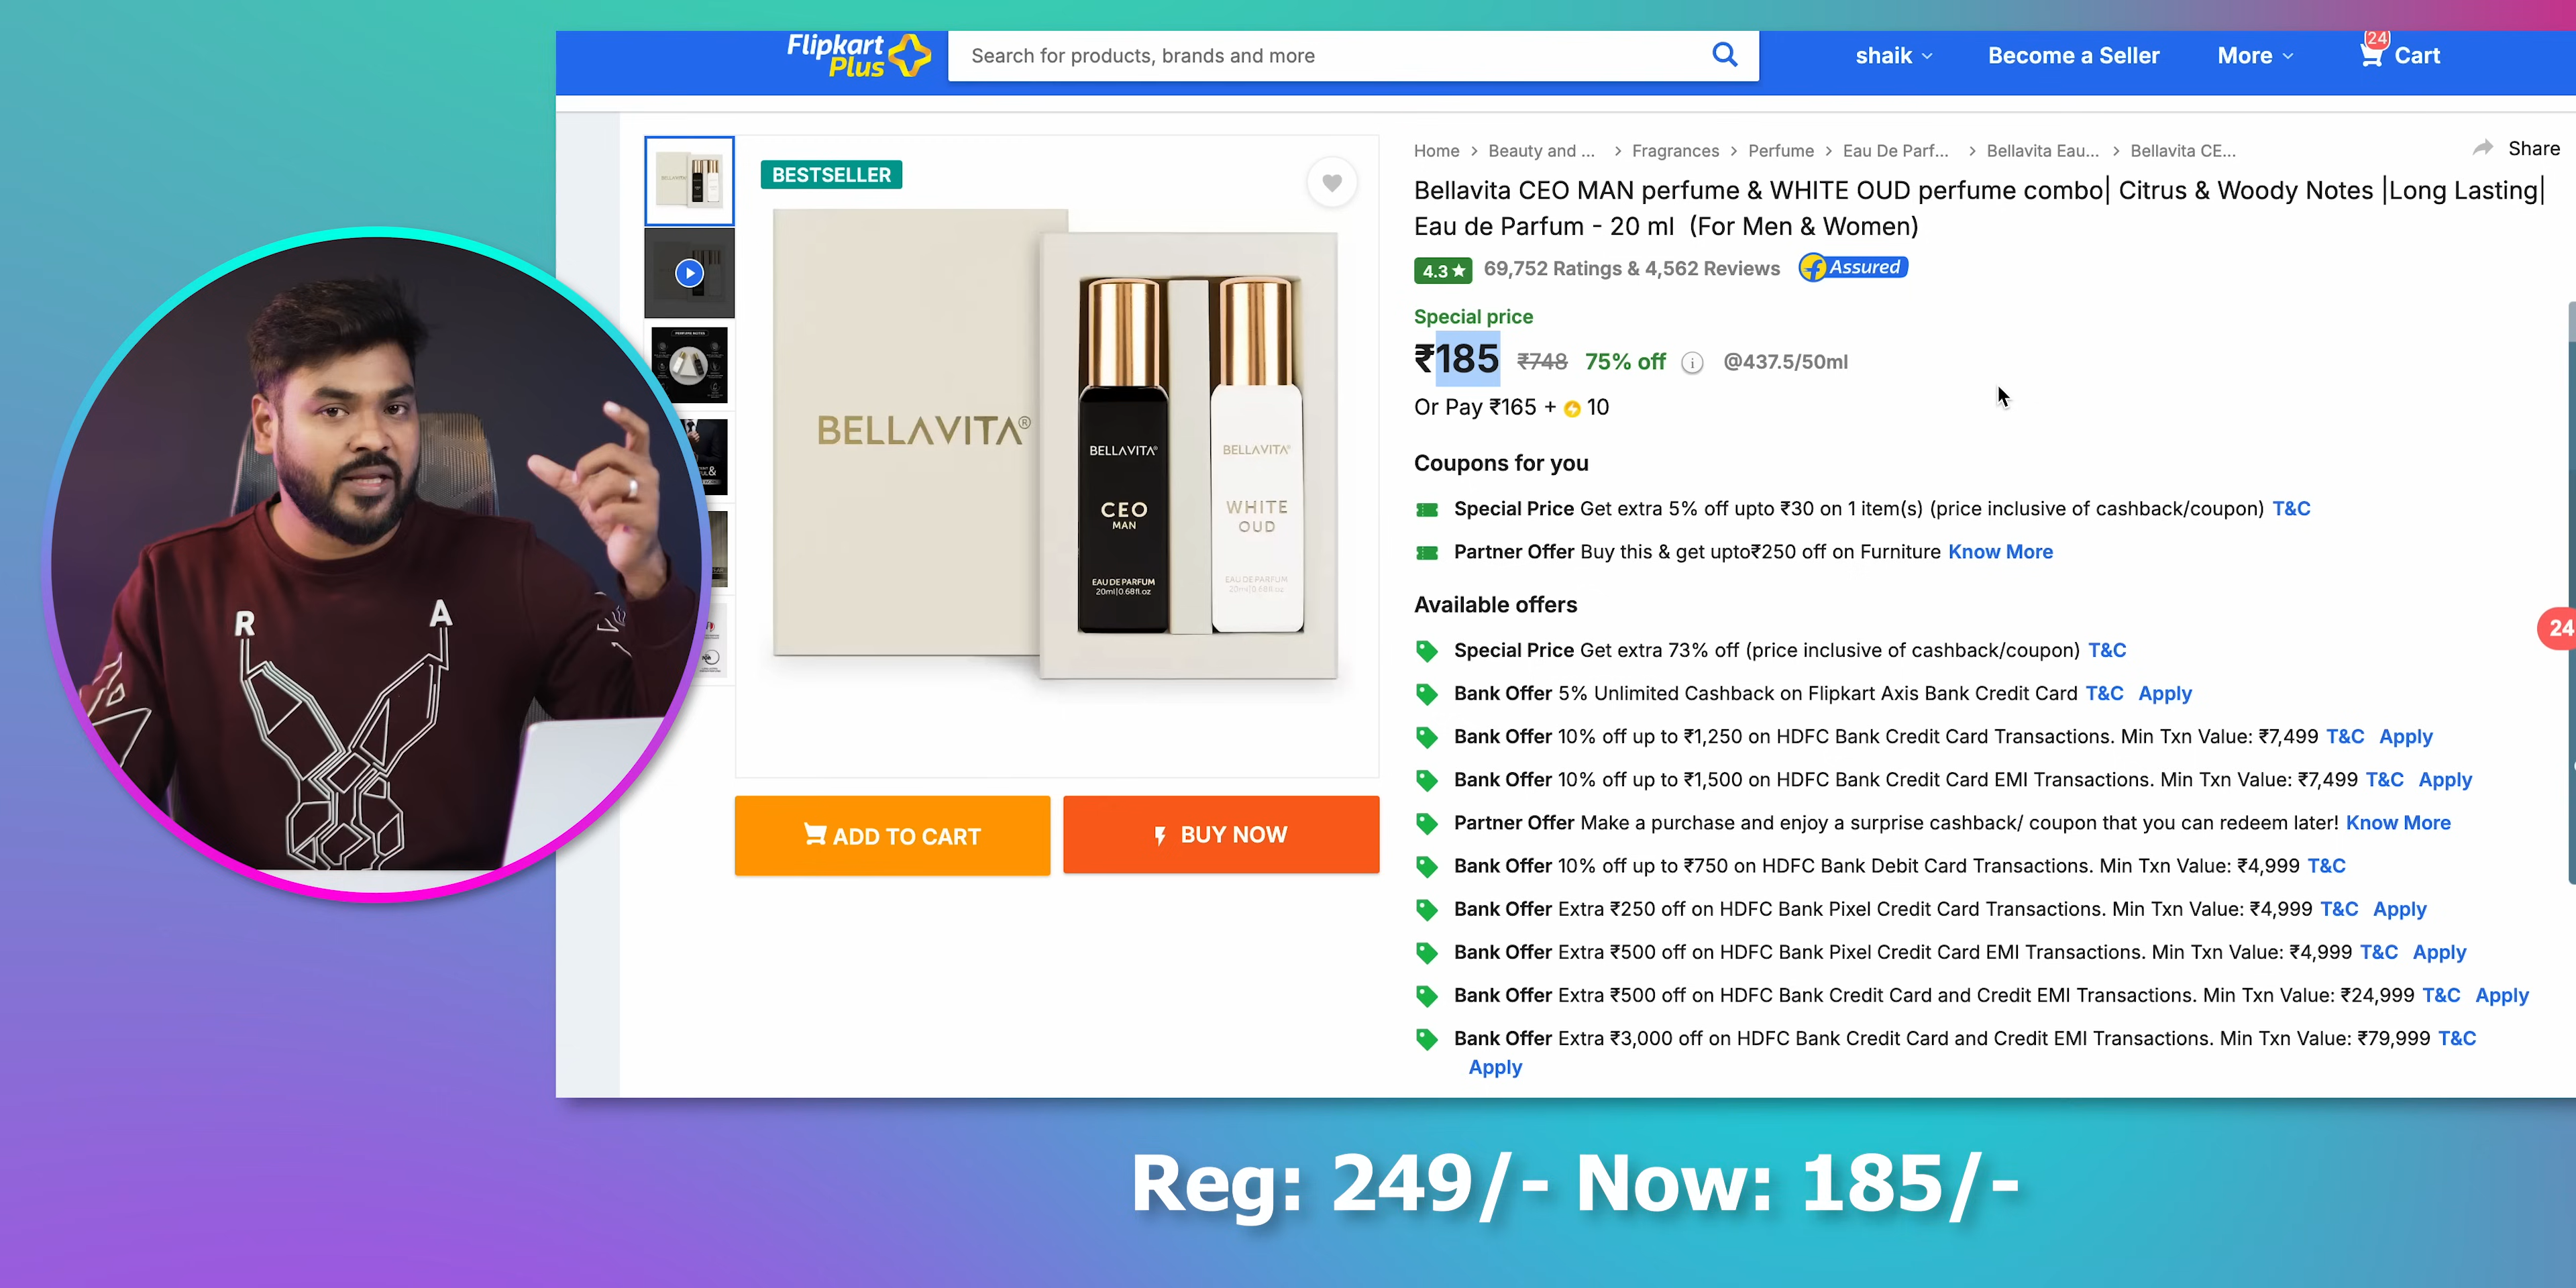 Flipkart
Plus
Search for products, brands and more
shaik
Become a Seller
More
24
Cart
Home > Beauty and ... > Fragrances > Perfume > Eau De Parf... > Bellavita Eau... > Bellavita CE...
Share
BESTSELLER
Bellavita CEO MAN perfume & WHITE OUD perfume combo| Citrus & Woody Notes |Long Lasting|
Eau de Parfum - 20 ml (For Men & Women)
4.3★ 69,752 Ratings & 4,562 Reviews
f Assured
Special price
₹185 ₹748 75% off i @437.5/50ml
Or Pay ₹165 + 10
BELLAVITA®
BELLAVITA®
CEO
MAN
EAU DE PARFUM
20ml|0.68fl.oz
BELLAVITA®
WHITE
OUD
EAU DE PARFUM
20ml|0.68fl.oz
Coupons for you
Special Price Get extra 5% off upto ₹30 on 1 item(s) (price inclusive of cashback/coupon) T&C
Partner Offer Buy this & get upto₹250 off on Furniture Know More
Available offers
Special Price Get extra 73% off (price inclusive of cashback/coupon) T&C
Bank Offer 5% Unlimited Cashback on Flipkart Axis Bank Credit Card T&C Apply
Bank Offer 10% off up to ₹1,250 on HDFC Bank Credit Card Transactions. Min Txn Value: ₹7,499 T&C Apply
Bank Offer 10% off up to ₹1,500 on HDFC Bank Credit Card EMI Transactions. Min Txn Value: ₹7,499 T&C Apply
Partner Offer Make a purchase and enjoy a surprise cashback/ coupon that you can redeem later! Know More
Bank Offer 10% off up to ₹750 on HDFC Bank Debit Card Transactions. Min Txn Value: ₹4,999 T&C
Bank Offer Extra ₹250 off on HDFC Bank Pixel Credit Card Transactions. Min Txn Value: ₹4,999 T&C Apply
Bank Offer Extra ₹500 off on HDFC Bank Pixel Credit Card EMI Transactions. Min Txn Value: ₹4,999 T&C Apply
Bank Offer Extra ₹500 off on HDFC Bank Credit Card and Credit EMI Transactions. Min Txn Value: ₹24,999 T&C Apply
Bank Offer Extra ₹3,000 off on HDFC Bank Credit Card and Credit EMI Transactions. Min Txn Value: ₹79,999 T&C
Apply
24
ADD TO CART
BUY NOW
R A
Reg: 249/- Now: 185/-